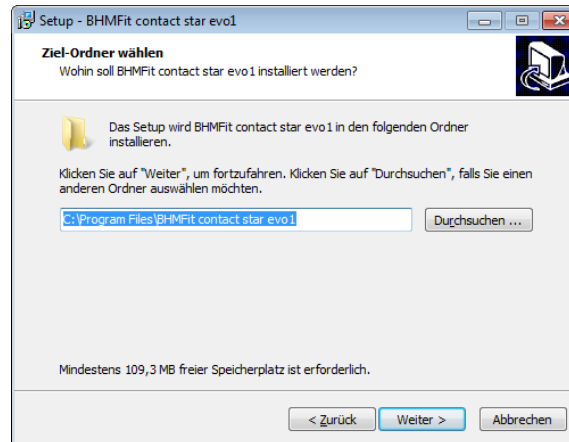 Setup - BHMFit contact star evo1
Ziel-Ordner wählen
Wohin soll BHMFit contact star evo1 installiert werden?
Das Setup wird BHMFit contact star evo1 in den folgenden Ordner
installieren.
Klicken Sie auf "Weiter", um fortzufahren. Klicken Sie auf "Durchsuchen", falls Sie einen
anderen Ordner auswählen möchten.
C:\Program Files\BHMFit contact star evo1
Durchsuchen ...
Mindestens 109,3 MB freier Speicherplatz ist erforderlich.
< Zurück
Weiter >
Abbrechen